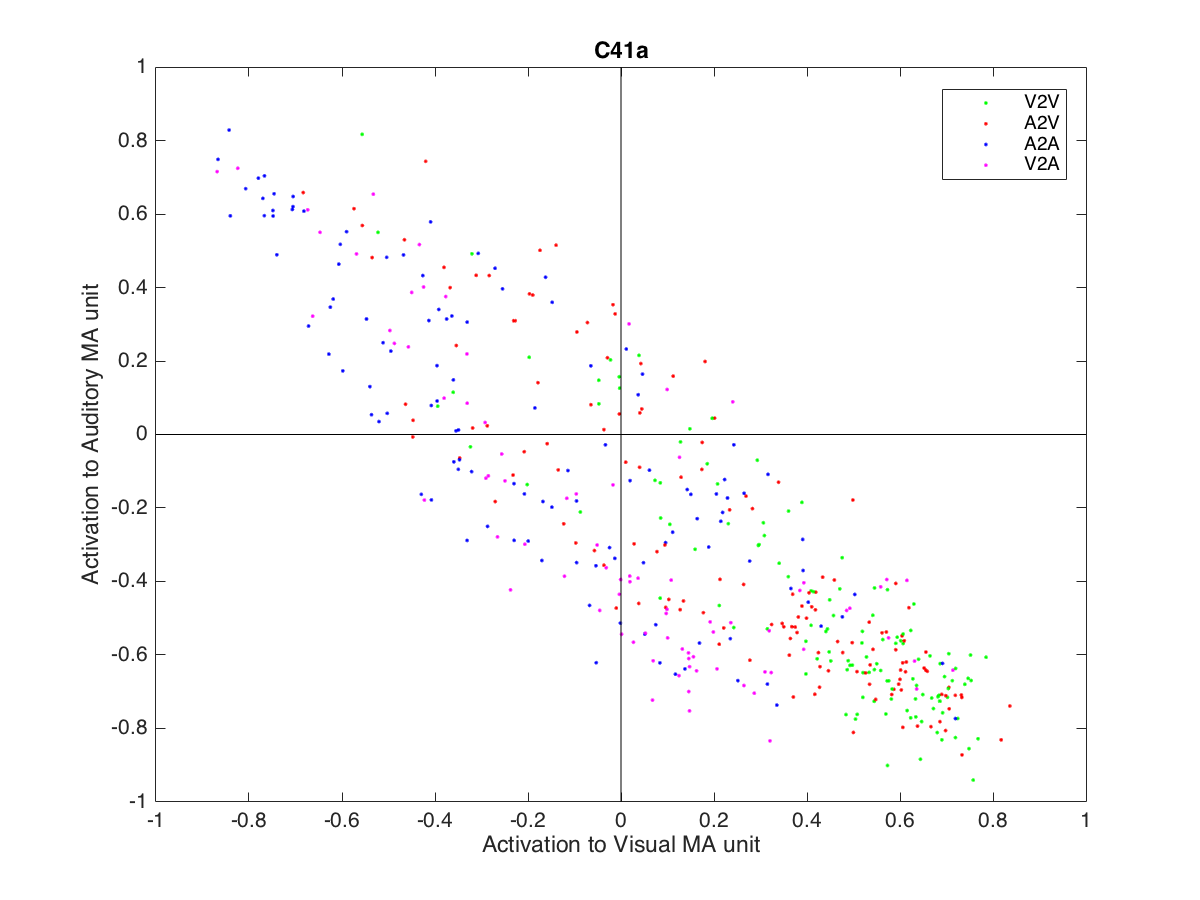 C41a
1
0.8
0.6
0.4
0.2
0
-0.2
-0.4
-0.6
-0.8
-1
Activation to Auditory MA unit
V2V
A2V
A2A
V2A
-1 -0.8 -0.6 -0.4 -0.2 0 0.2 0.4 0.6 0.8 1
Activation to Visual MA unit